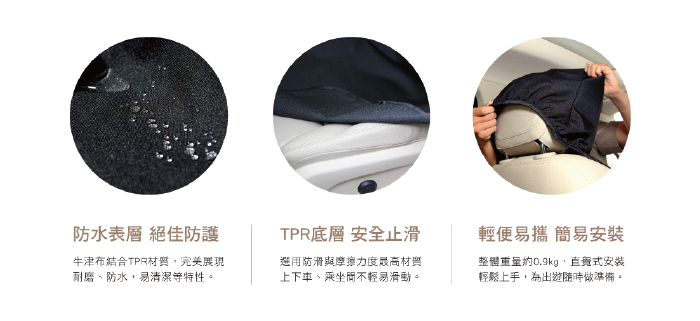 防水表層 絕佳防護
牛津布結合TPR材質，完美展現
耐磨、防水，易清潔等特性。
TPR底層 安全止滑
選用防滑與摩擦力度最高材質
上下車、乘坐間不輕易滑動。
輕便易攜 簡易安裝
整體重量約0.9kg，直覺式安裝
輕鬆上手，為出遊隨時做準備。